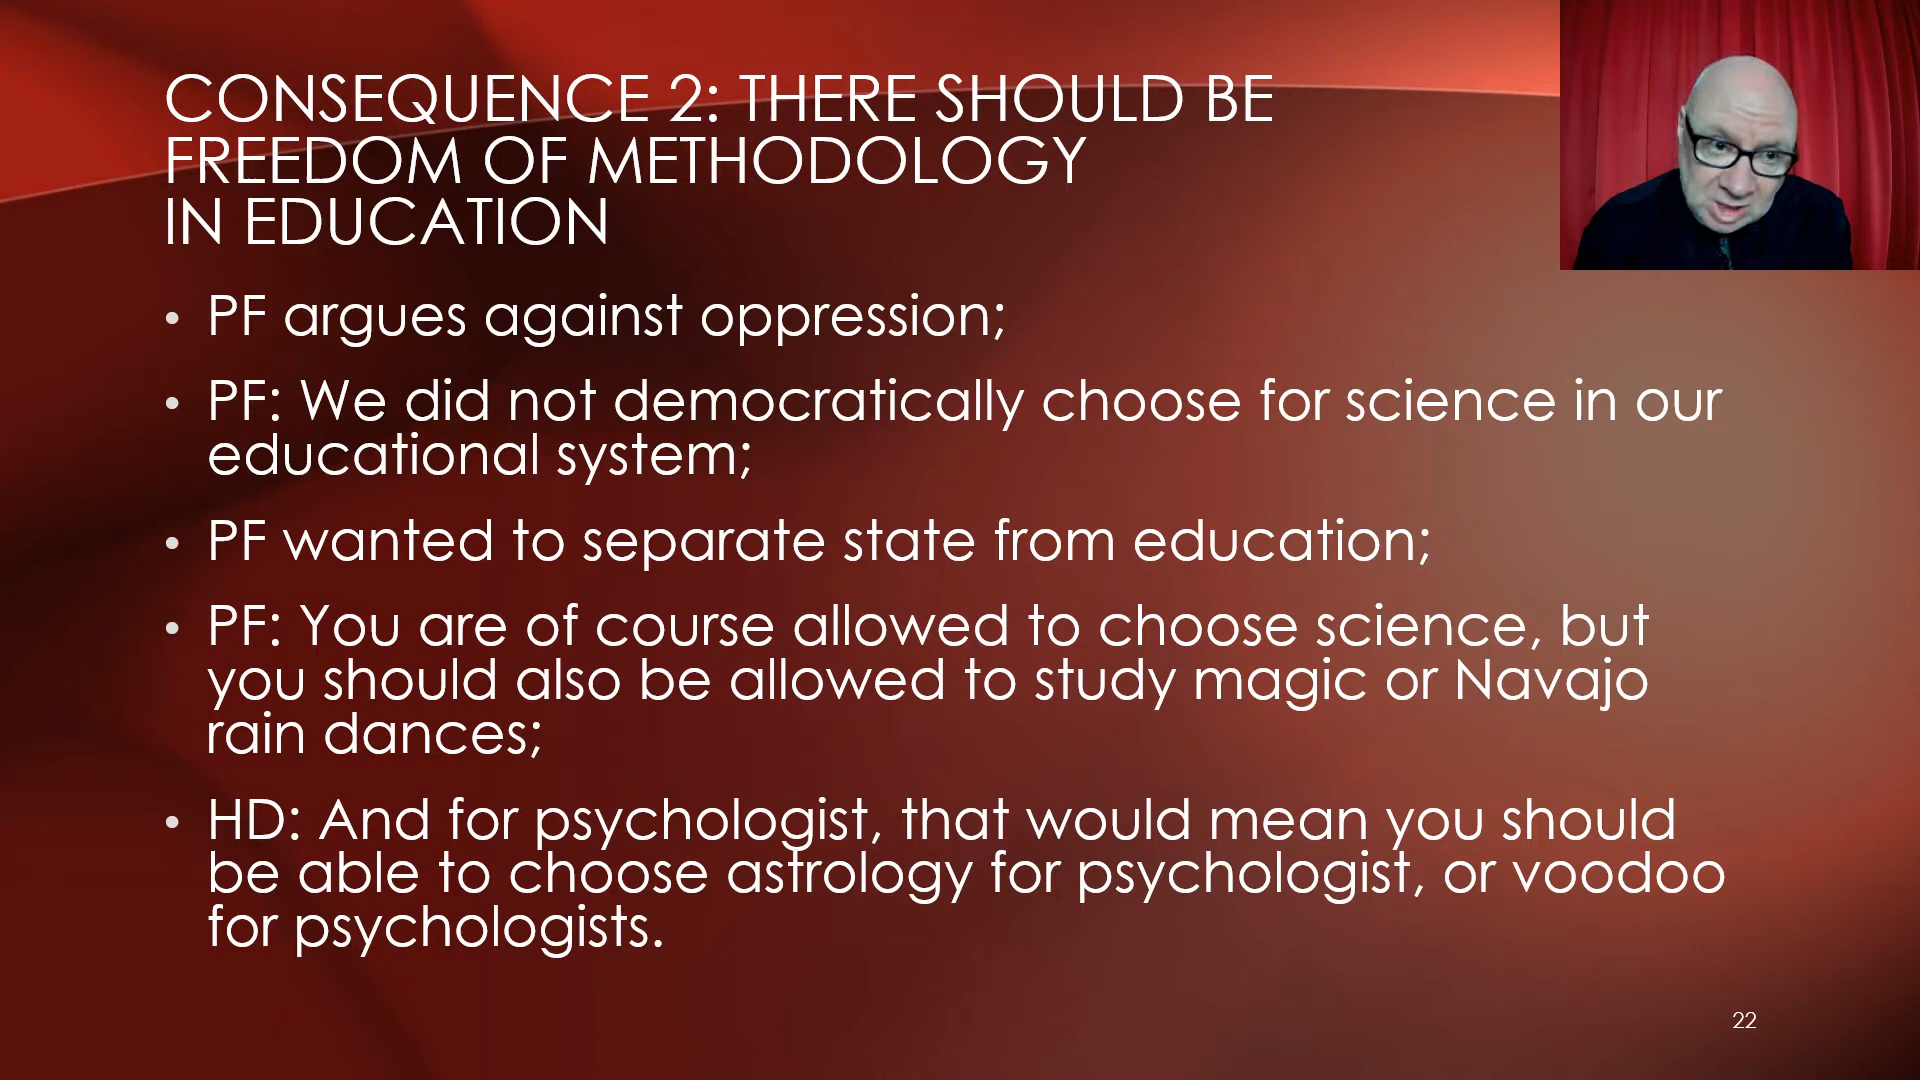 CONSEQUENCE 2: THERE SHOULD BE
FREEDOM OF METHODOLOGY
IN EDUCATION
• PF argues against oppression;
• PF: We did not democratically choose for science in our
educational system;
• PF wanted to separate state from education;
• PF: You are of course allowed to choose science, but
you should also be allowed to study magic or Navajo
rain dances;
• HD: And for psychologist, that would mean you should
be able to choose astrology for psychologist, or voodoo
for psychologists.
22